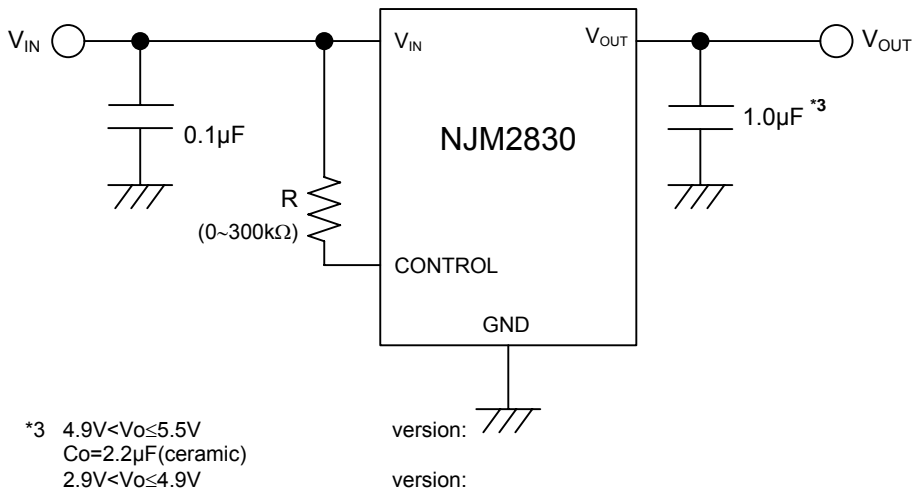 V_IN V_IN V_OUT V_OUT
0.1µF NJM2830 1.0µF *3
R
(0~300kΩ)
CONTROL
GND
*3 4.9V<Vo≤5.5V version:
Co=2.2µF(ceramic)
2.9V<Vo≤4.9V version: